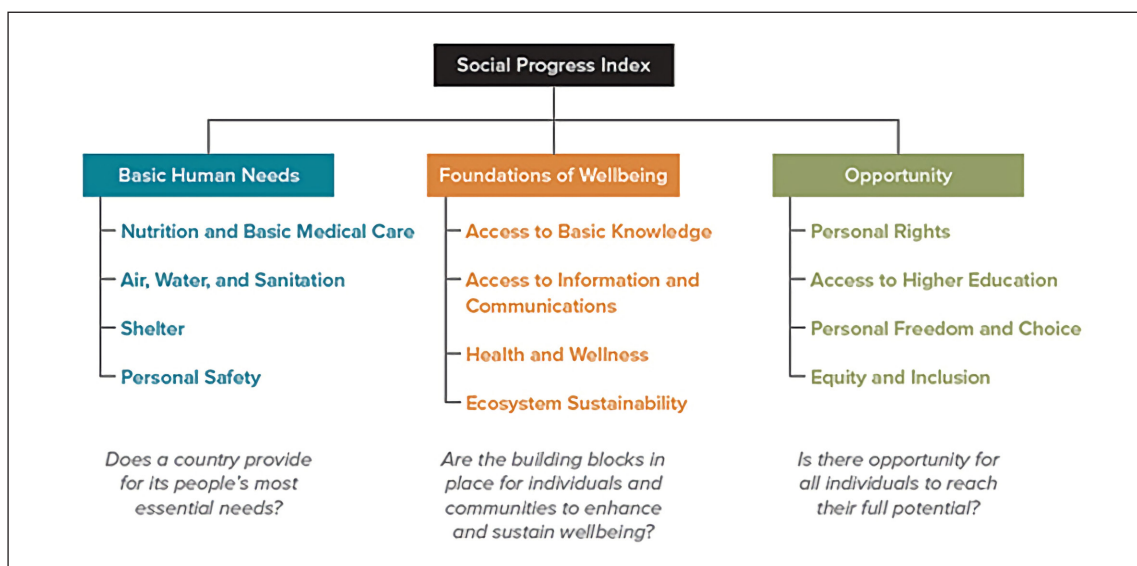 Social Progress Index
Basic Human Needs
Nutrition and Basic Medical Care
Air, Water, and Sanitation
Shelter
Personal Safety
Does a country provide
for its people's most
essential needs?
Foundations of Wellbeing
Access to Basic Knowledge
Access to Information and
Communications
Health and Wellness
Ecosystem Sustainability
Are the building blocks in
place for individuals and
communities to enhance
and sustain wellbeing?
Opportunity
Personal Rights
Access to Higher Education
Personal Freedom and Choice
Equity and Inclusion
Is there opportunity for
all individuals to reach
their full potential?